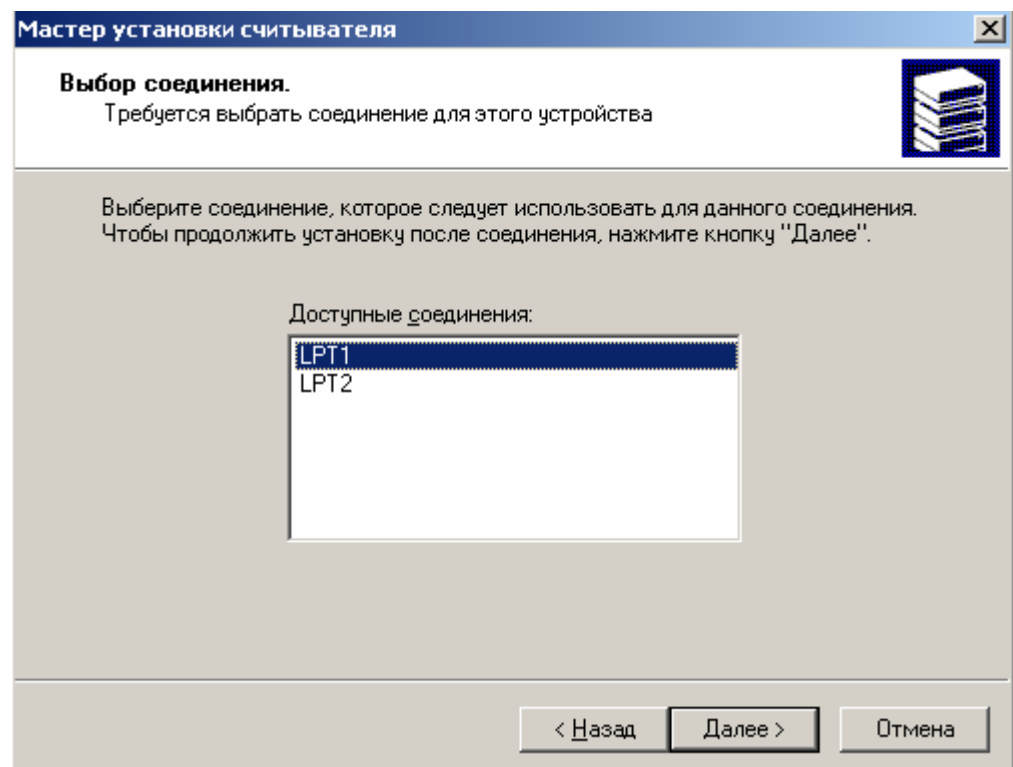 Мастер установки считывателя
Выбор соединения.
Требуется выбрать соединение для этого устройства
Выберите соединение, которое следует использовать для данного соединения.
Чтобы продолжить установку после соединения, нажмите кнопку "Далее".
Доступные соединения:
LPT1
LPT2
< Назад
Далее >
Отмена